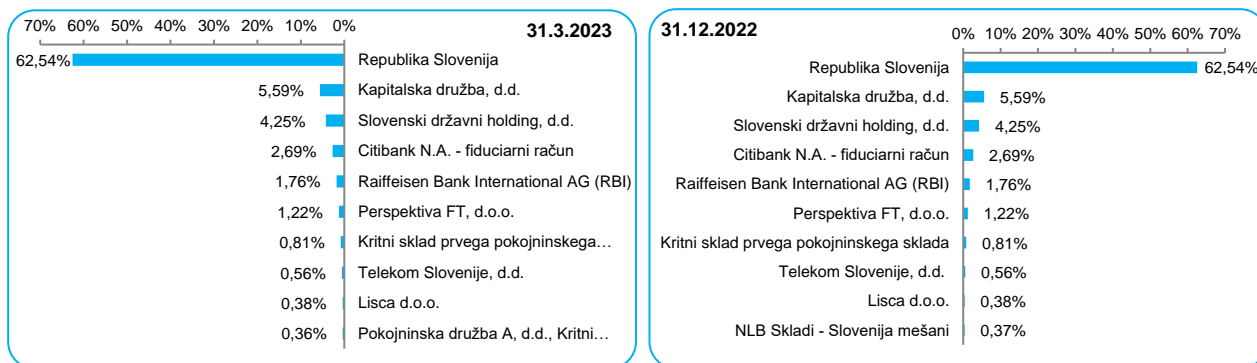 70% 60% 50% 40% 30% 20% 10% 0%
31.3.2023
62,54% Republika Slovenija
5,59% Kapitalska družba, d.d.
4,25% Slovenski državni holding, d.d.
2,69% Citibank N.A. - fiduciarni račun
1,76% Raiffeisen Bank International AG (RBI)
1,22% Perspektiva FT, d.o.o.
0,81% Kritni sklad prvega pokojninskega…
0,56% Telekom Slovenije, d.d.
0,38% Lisca d.o.o.
0,36% Pokojninska družba A, d.d., Kritni…
31.12.2022
0% 10% 20% 30% 40% 50% 60% 70%
Republika Slovenija 62,54%
Kapitalska družba, d.d. 5,59%
Slovenski državni holding, d.d. 4,25%
Citibank N.A. - fiduciarni račun 2,69%
Raiffeisen Bank International AG (RBI) 1,76%
Perspektiva FT, d.o.o. 1,22%
Kritni sklad prvega pokojninskega sklada 0,81%
Telekom Slovenije, d.d. 0,56%
Lisca d.o.o. 0,38%
NLB Skladi - Slovenija mešani 0,37%